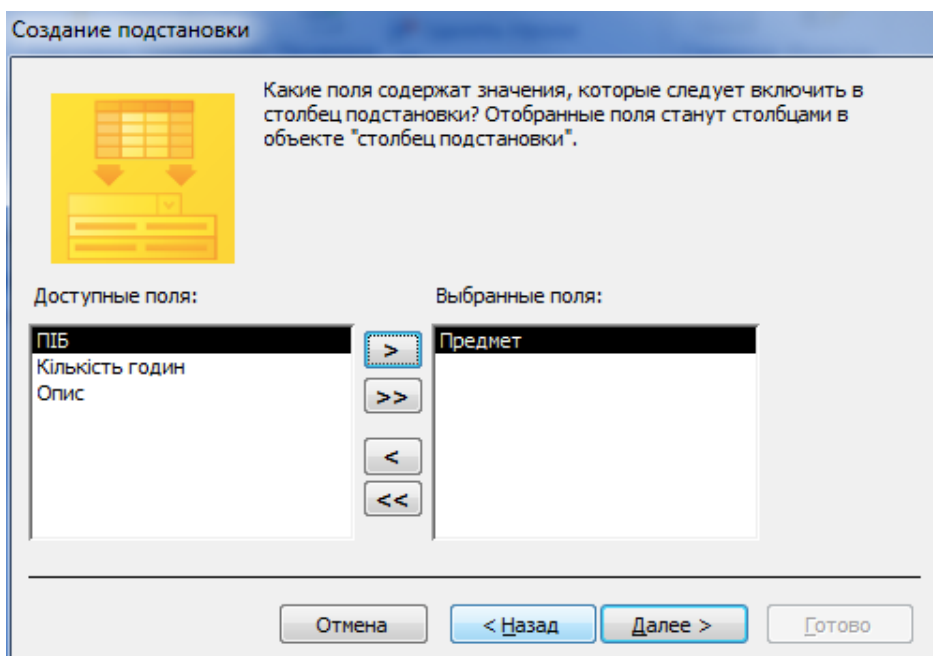 Создание подстановки
Какие поля содержат значения, которые следует включить в
столбец подстановки? Отобранные поля станут столбцами в
объекте "столбец подстановки".
Доступные поля:
Выбранные поля:
ПІБ
Кількість годин
Опис
>
>>
<
<<
Предмет
Отмена
< Назад
Далее >
Готово